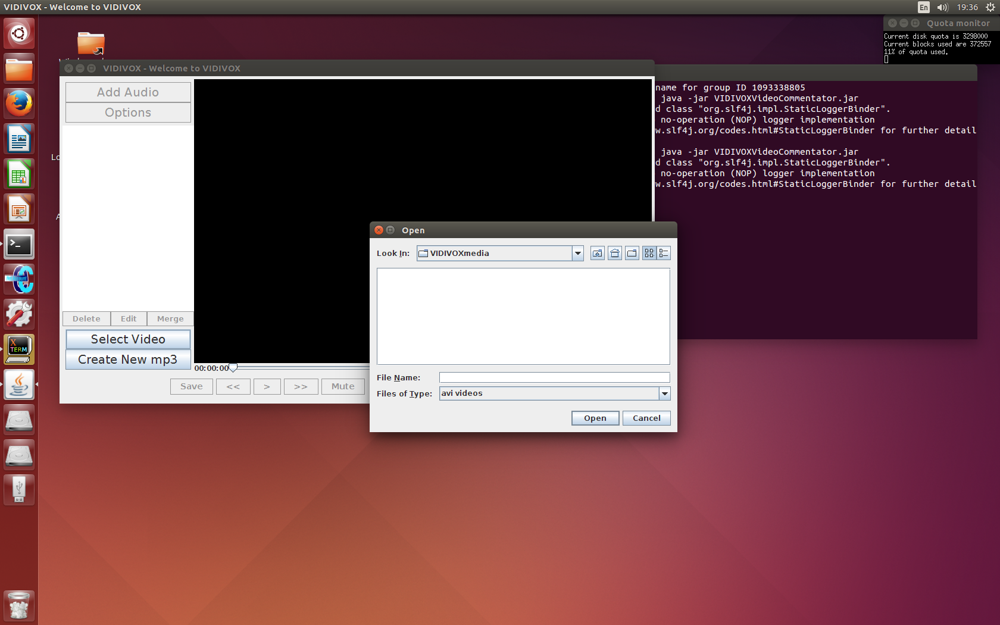 VIDIVOX - Welcome to VIDIVOX
En
19:36
Quota monitor
Current disk quota is 3298000
Current blocks used are 372557
11% of quota used.
VIDIVOX - Welcome to VIDIVOX
Add Audio
Options
Delete
Edit
Merge
Select Video
Create New mp3
00:00:00
Save
<<
>
>>
Mute
name for group ID 1093338805
java -jar VIDIVOXVideoCommentator.jar
d class "org.slf4j.impl.StaticLoggerBinder".
no-operation (NOP) logger implementation
w.slf4j.org/codes.html#StaticLoggerBinder for further detail
java -jar VIDIVOXVideoCommentator.jar
d class "org.slf4j.impl.StaticLoggerBinder".
no-operation (NOP) logger implementation
w.slf4j.org/codes.html#StaticLoggerBinder for further detail
Open
Look In:
VIDIVOXmedia
File Name:
Files of Type:
avi videos
Open
Cancel
Lo
A
X
TERM